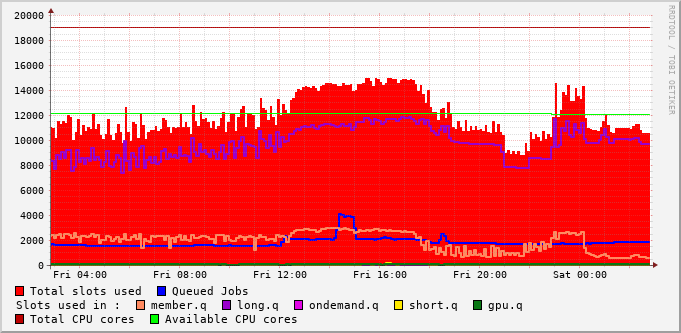 20000
18000
16000
14000
12000
10000
8000
6000
4000
2000
0
Fri 04:00 Fri 08:00 Fri 12:00 Fri 16:00 Fri 20:00 Sat 00:00
Total slots used Queued Jobs
Slots used in : member.q long.q ondemand.q short.q gpu.q
Total CPU cores Available CPU cores
RRDTOOL / TOBI OETIKER